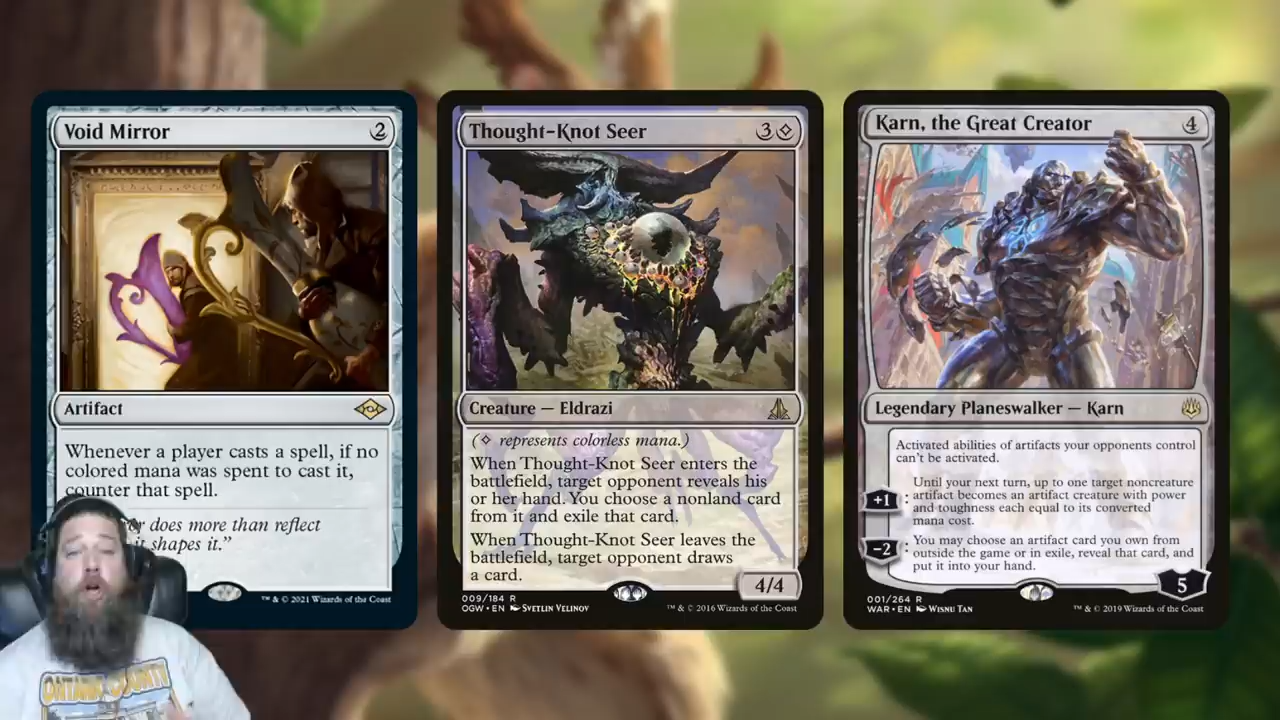 Void Mirror 2
Artifact
Whenever a player casts a spell, if no
colored mana was spent to cast it,
counter that spell.
does more than reflect
it shapes it.”
™ & © 2021 Wizards of the Coast
Thought-Knot Seer 3
Creature — Eldrazi
( represents colorless mana.)
When Thought-Knot Seer enters the
battlefield, target opponent reveals his
or her hand. You choose a nonland card
from it and exile that card.
When Thought-Knot Seer leaves the
battlefield, target opponent draws
a card.
4/4
009/184 R
OGW • EN Svetlin Velinov
™ & © 2016 Wizards of the Coast
Karn, the Great Creator 4
Legendary Planeswalker — Karn
Activated abilities of artifacts your opponents control
can't be activated.
+1 : Until your next turn, up to one target noncreature
artifact becomes an artifact creature with power
and toughness each equal to its converted
mana cost.
−2 : You may choose an artifact card you own from
outside the game or in exile, reveal that card, and
put it into your hand.
5
001/264 R
WAR • EN Wisnu Tan
™ & © 2019 Wizards of the Coast
ONTARIO COUNTY